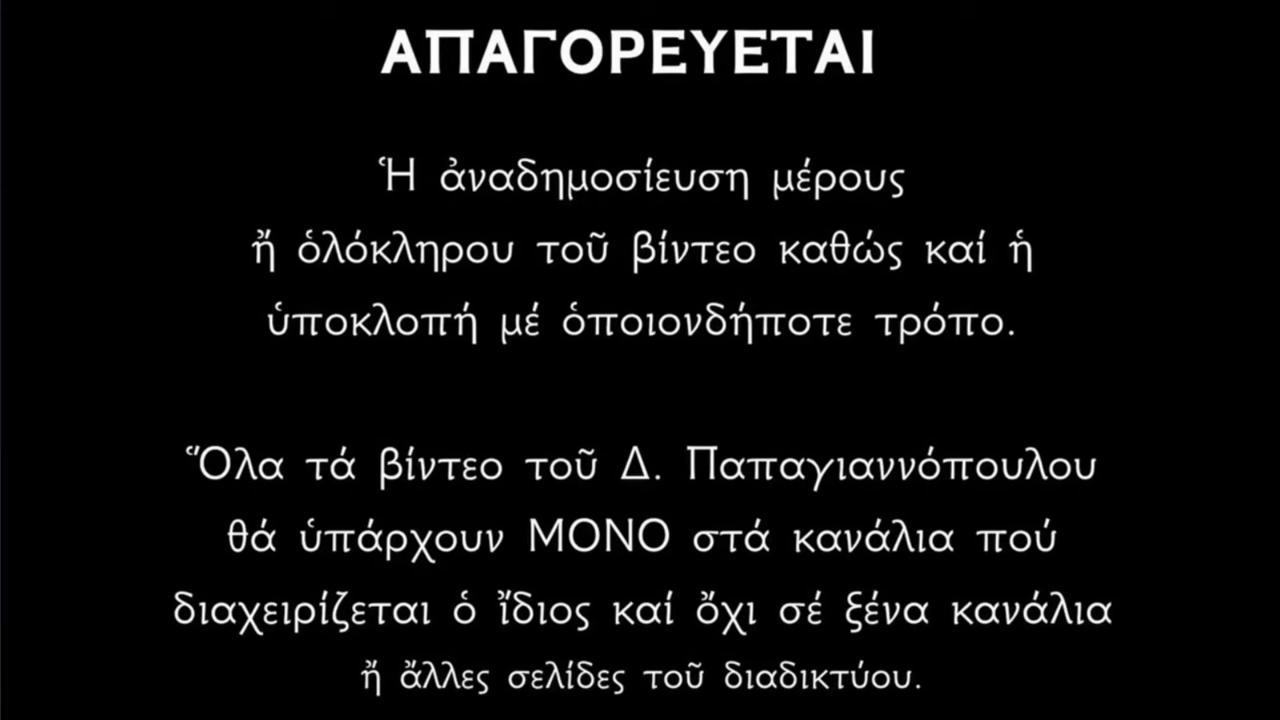 ΑΠΑΓΟΡΕΥΕΤΑΙ
Ἡ ἀναδημοσίευση μέρους
ἤ ὁλόκληρου τοῦ βίντεο καθώς καί ἡ
ὑποκλοπή μέ ὁποιονδήποτε τρόπο.
Ὅλα τά βίντεο τοῦ Δ. Παπαγιαννόπουλου
θά ὑπάρχουν ΜΟΝΟ στά κανάλια πού
διαχειρίζεται ὁ ἴδιος καί ὄχι σέ ξένα κανάλια
ἤ ἄλλες σελίδες τοῦ διαδικτύου.